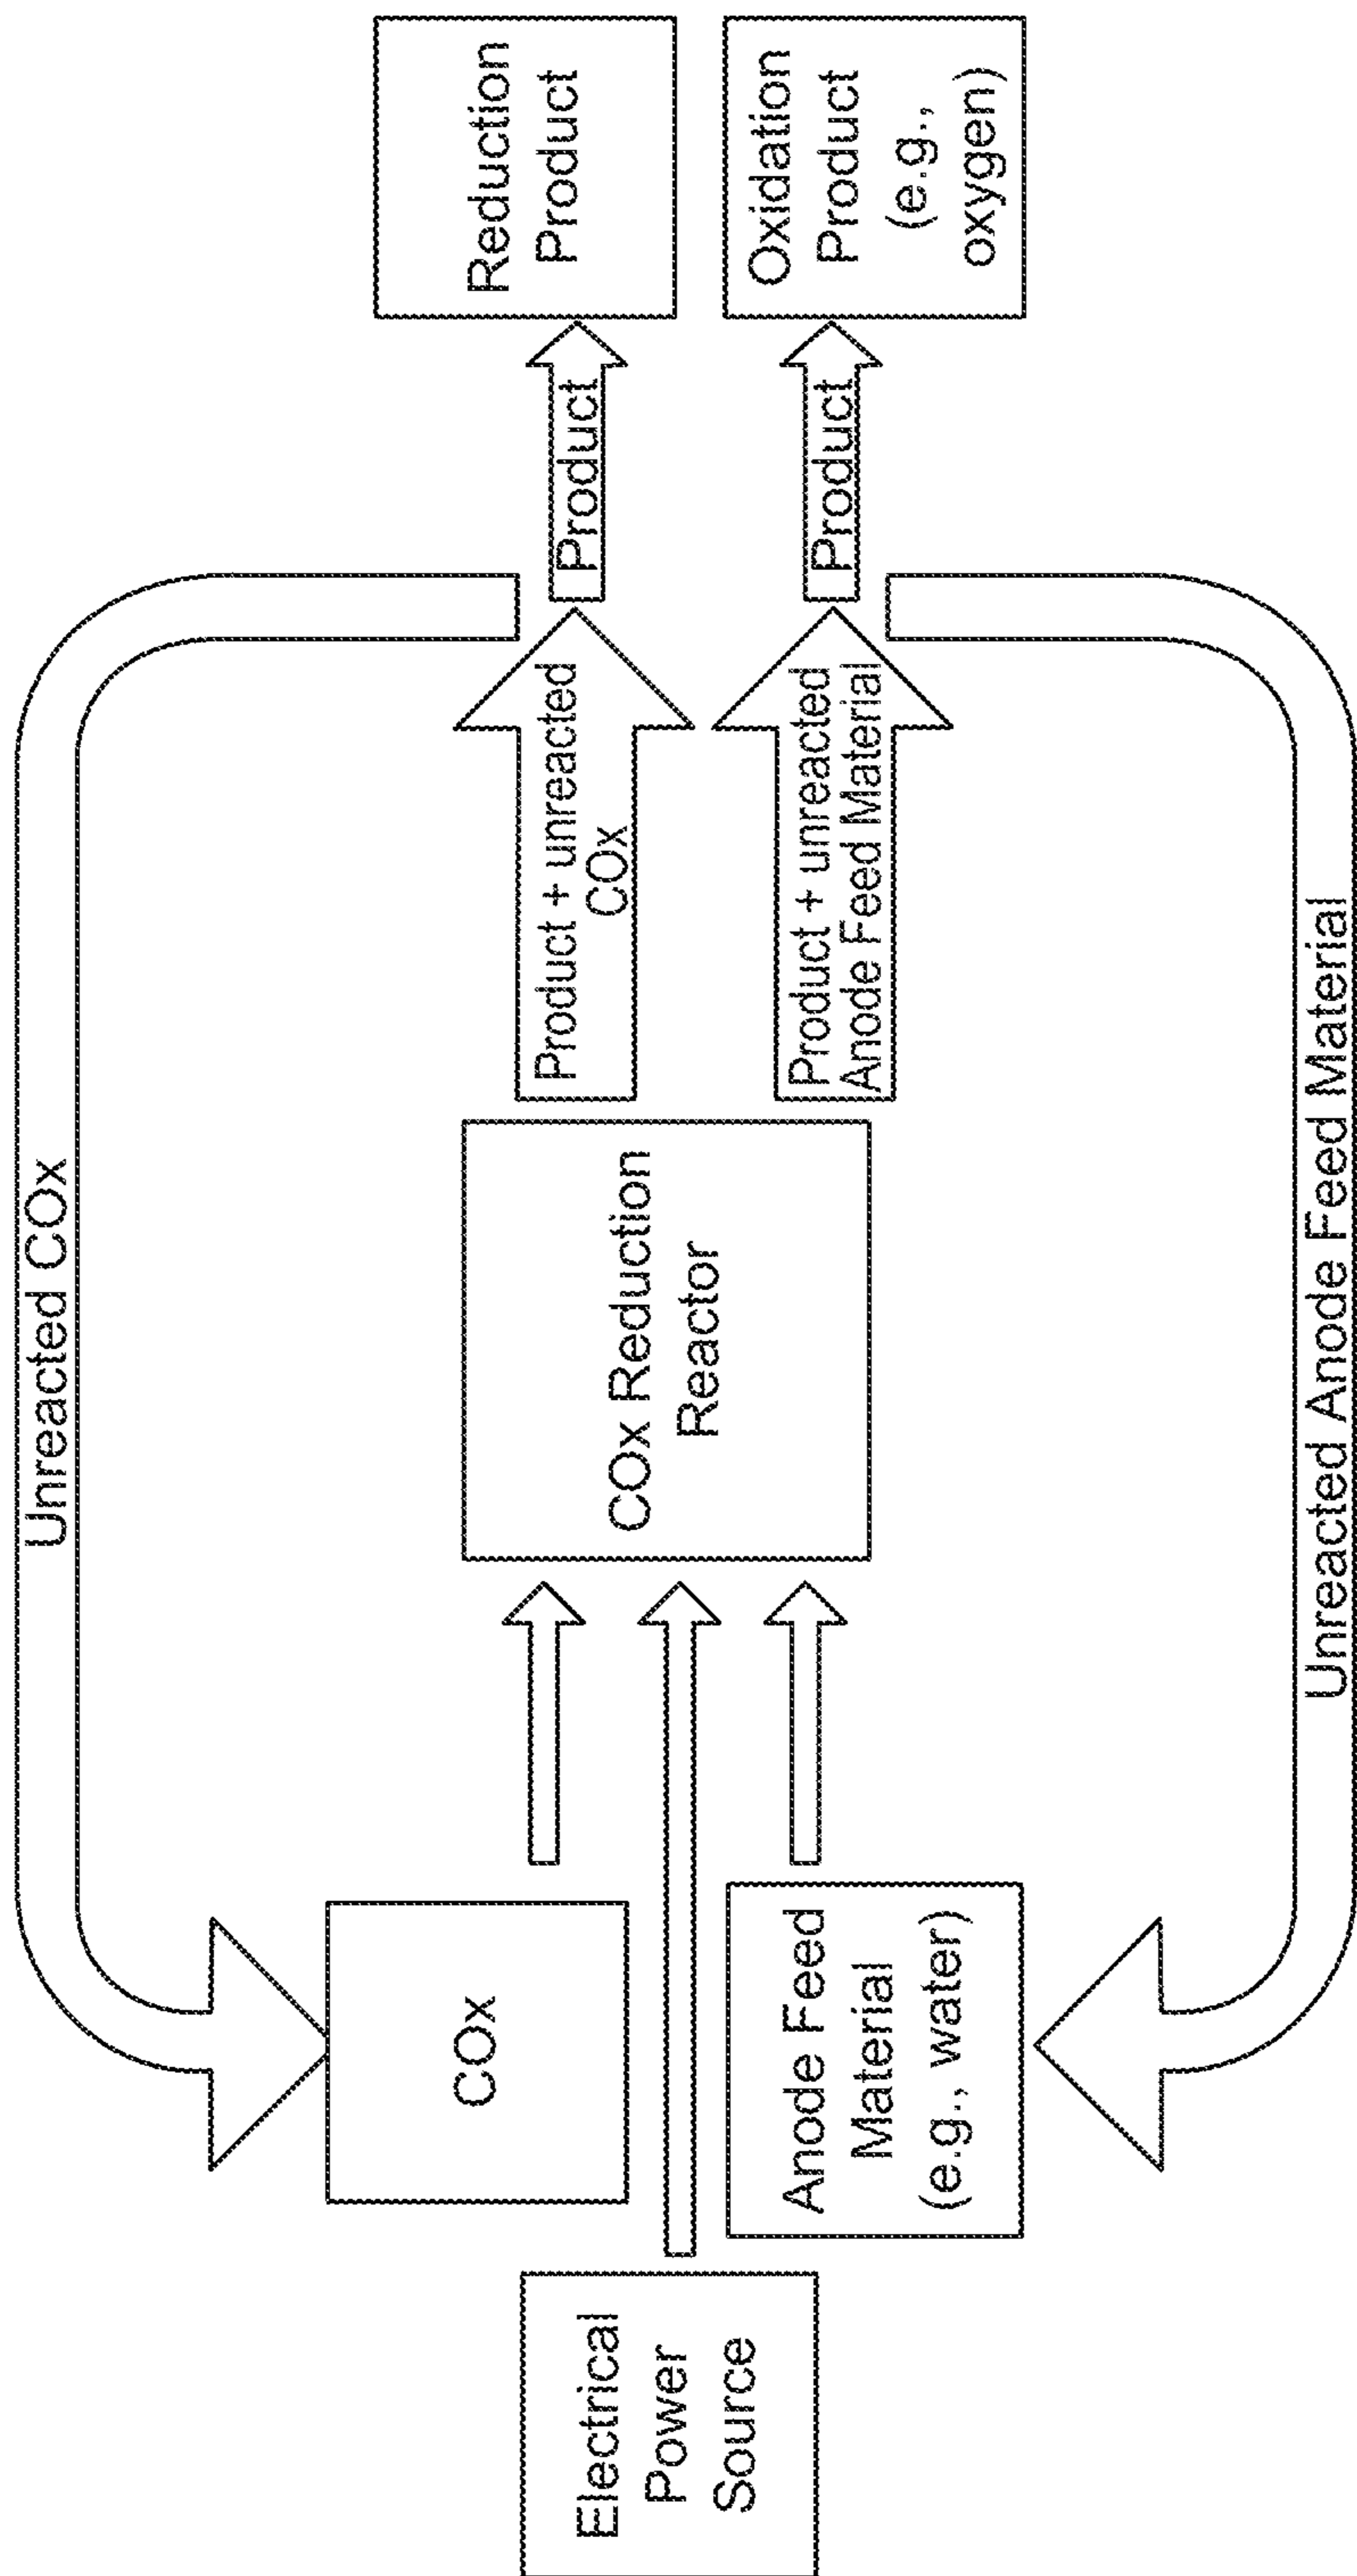 Unreacted COx
Electrical
Power
Source
COx
Anode Feed
Material
(e.g., water)
COx Reduction
Reactor
Product + unreacted
COx
Product + unreacted
Anode Feed Material
Product
Product
Reduction
Product
Oxidation
Product
(e.g.,
oxygen)
Unreacted Anode Feed Material